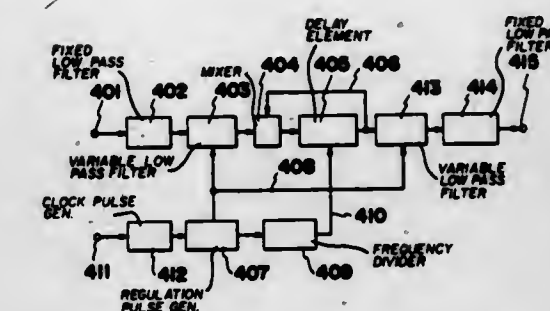 DELAY
ELEMENT
FIXED
LOW PA
FILTER
FIXED
LOW PASS
FILTER
MIXER
404
405
406
415
401
402
403
413
414
VARIABLE LOW
PASS FILTER
408
VARIABLE
LOW PASS
FILTER
CLOCK PULSE
GEN.
410
FREQUENCY
DIVIDER
411
412
407
409
REGULATION
PULSE GEN.